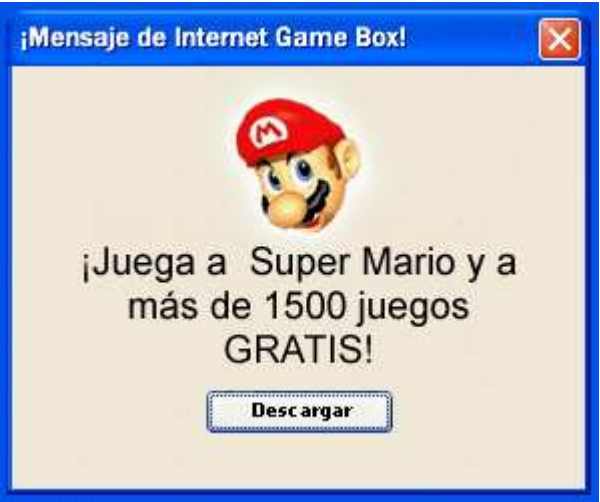 ¡Mensaje de Internet Game Box!
M
¡Juega a Super Mario y a
más de 1500 juegos
GRATIS!
Descargar